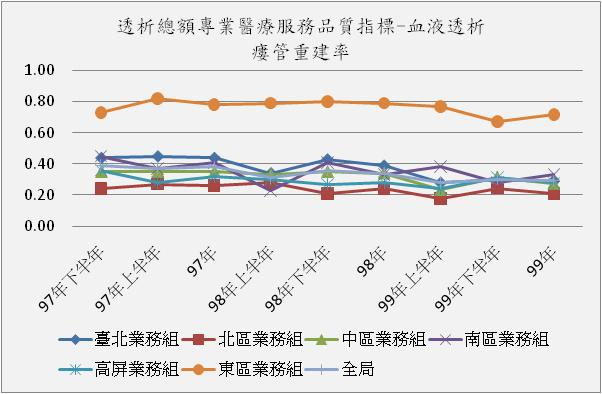 透析總額專業醫療服務品質指標-血液透析
瘻管重建率
1.00
0.80
0.60
0.40
0.20
0.00
97年下半年
97年上半年
97年
98年上半年
98年下半年
98年
99年上半年
99年下半年
99年
臺北業務組 北區業務組 中區業務組 南區業務組
高屏業務組 東區業務組 全局